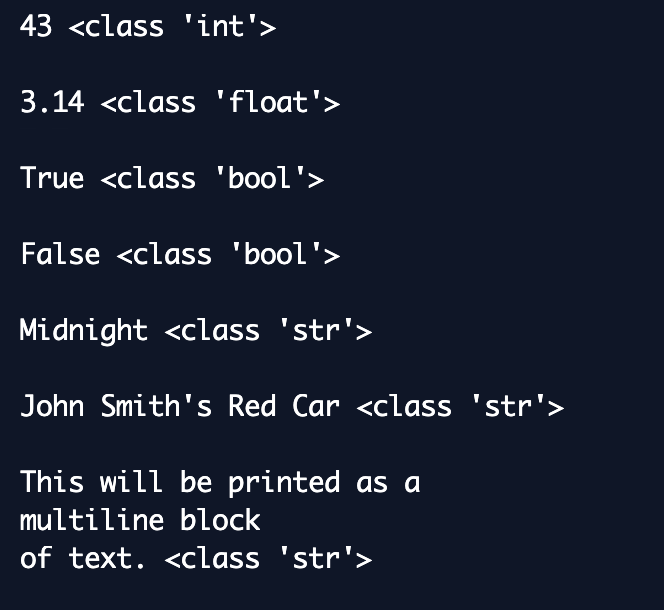 43 <class 'int'>
3.14 <class 'float'>
True <class 'bool'>
False <class 'bool'>
Midnight <class 'str'>
John Smith's Red Car <class 'str'>
This will be printed as a
multiline block
of text. <class 'str'>